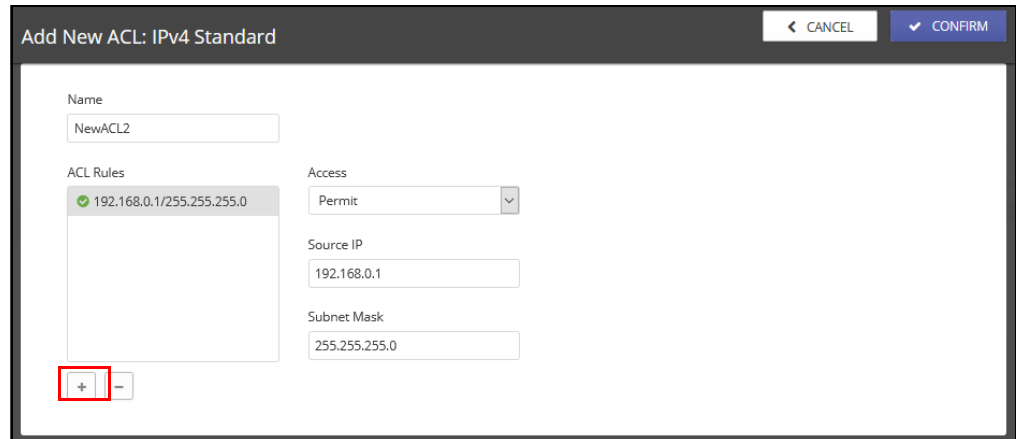 Add New ACL: IPv4 Standard
CANCEL
CONFIRM
Name
NewACL2
ACL Rules
192.168.0.1/255.255.255.0
Access
Permit
Source IP
192.168.0.1
Subnet Mask
255.255.255.0
+ −